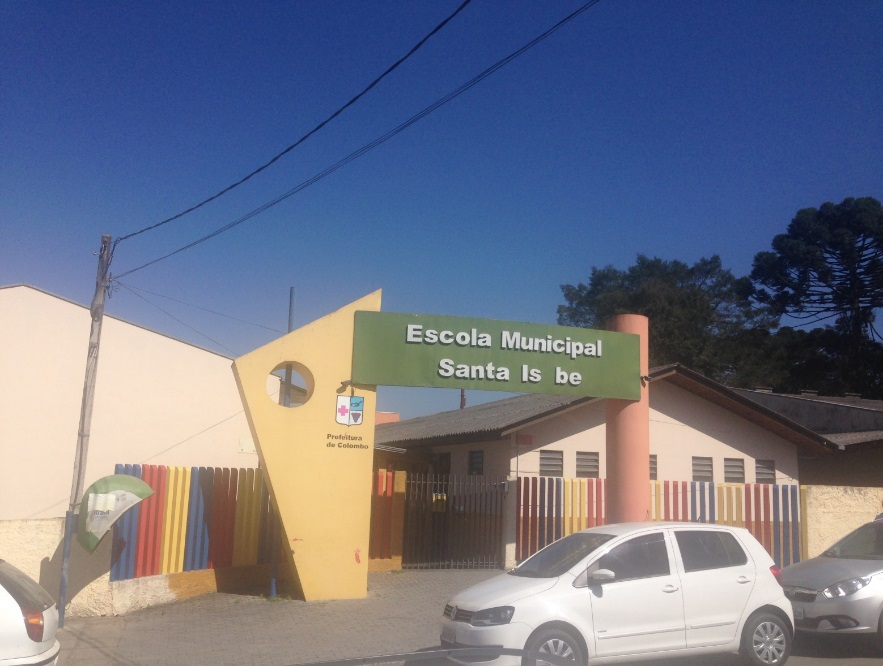 Escola Municipal
Santa Is be
Prefeitura
de Colombo